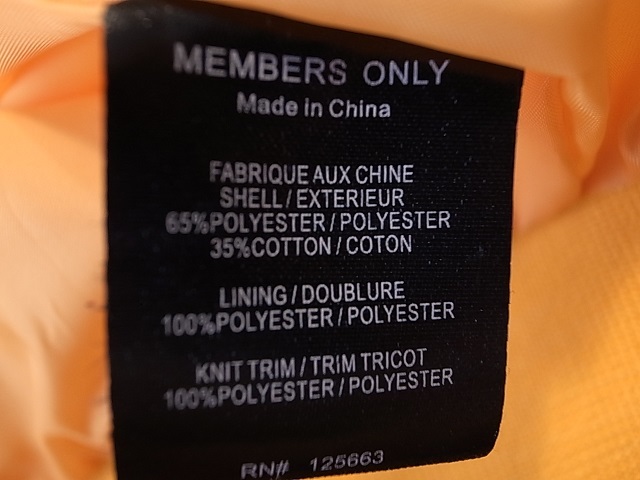 MEMBERS ONLY
Made in China
FABRIQUE AUX CHINE
SHELL / EXTERIEUR
65%POLYESTER / POLYESTER
35%COTTON / COTON
LINING / DOUBLURE
100%POLYESTER / POLYESTER
KNIT TRIM / TRIM TRICOT
100%POLYESTER / POLYESTER
RN# 125663